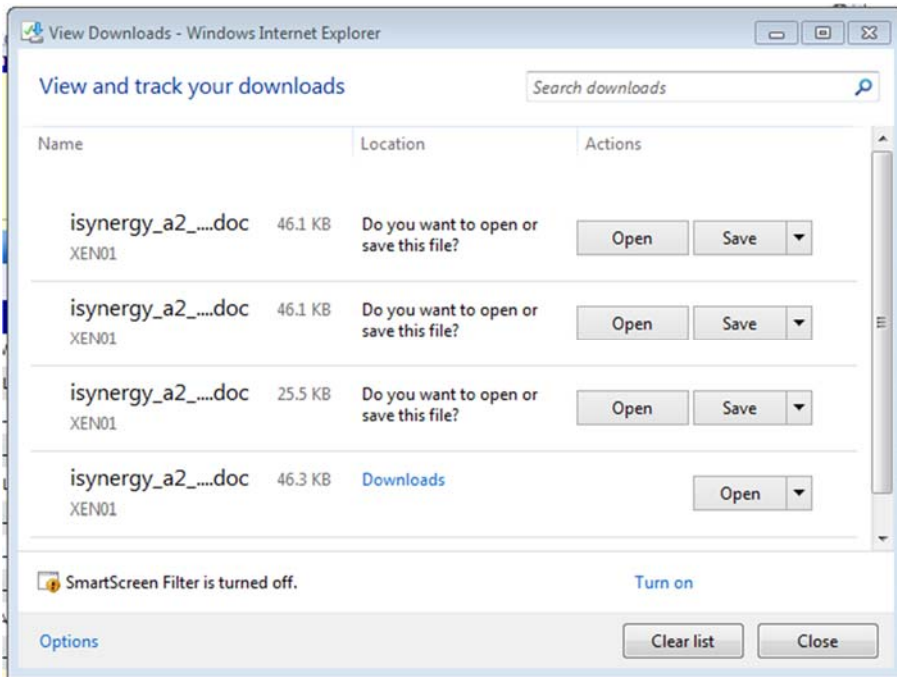 View Downloads - Windows Internet Explorer
View and track your downloads
Search downloads
Name Location Actions
isynergy_a2_....doc 46.1 KB Do you want to open or save this file? Open Save
XEN01
isynergy_a2_....doc 46.1 KB Do you want to open or save this file? Open Save
XEN01
isynergy_a2_....doc 25.5 KB Do you want to open or save this file? Open Save
XEN01
isynergy_a2_....doc 46.3 KB Downloads Open
XEN01
SmartScreen Filter is turned off. Turn on
Options Clear list Close